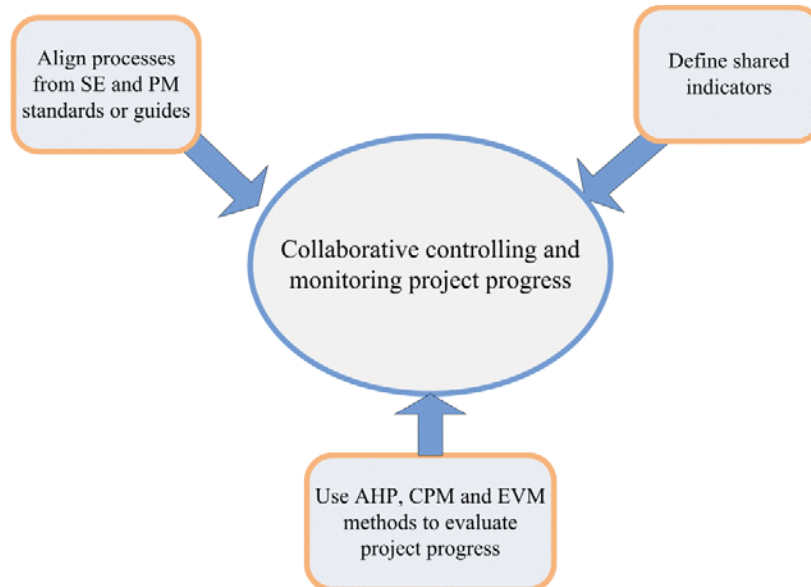 Align processes
from SE and PM
standards or guides
Define shared
indicators
Collaborative controlling and
monitoring project progress
Use AHP, CPM and EVM
methods to evaluate
project progress